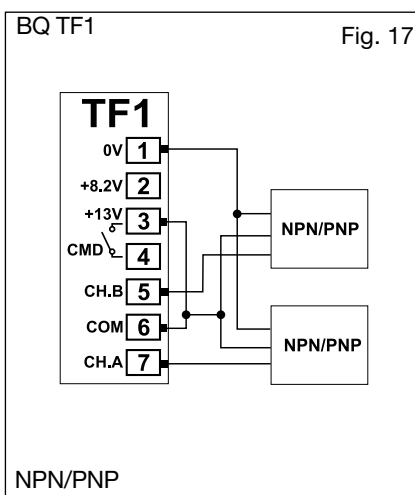 BQ TF1
Fig. 17
TF1
0V 1
+8.2V 2
+13V 3
CMD 4
CH.B 5
COM 6
CH.A 7
NPN/PNP
NPN/PNP
NPN/PNP